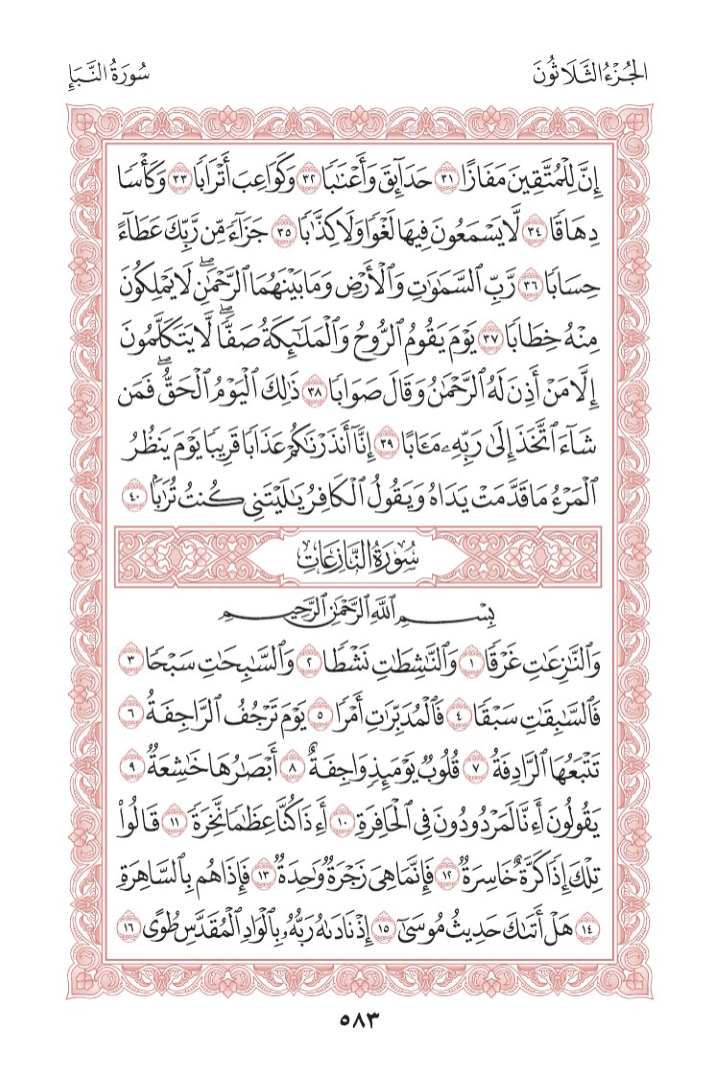 الجُزْءُ الثَّلَاثُونَ
سُورَةُ النَّبَإِ
إِنَّ لِلْمُتَّقِينَ مَفَازًا ٣١ حَدَآئِقَ وَأَعْنَٰبًا ٣٢ وَكَوَاعِبَ أَتْرَابًا ٣٣ وَكَأْسًا
دِهَاقًا ٣٤ لَّا يَسْمَعُونَ فِيهَا لَغْوًا وَلَا كِذَّٰبًا ٣٥ جَزَآءً مِّن رَّبِّكَ عَطَآءً
حِسَابًا ٣٦ رَّبِّ ٱلسَّمَٰوَٰتِ وَٱلْأَرْضِ وَمَا بَيْنَهُمَا ٱلرَّحْمَٰنِۖ لَا يَمْلِكُونَ
مِنْهُ خِطَابًا ٣٧ يَوْمَ يَقُومُ ٱلرُّوحُ وَٱلْمَلَٰٓئِكَةُ صَفًّاۖ لَّا يَتَكَلَّمُونَ
إِلَّا مَنْ أَذِنَ لَهُ ٱلرَّحْمَٰنُ وَقَالَ صَوَابًا ٣٨ ذَٰلِكَ ٱلْيَوْمُ ٱلْحَقُّۖ فَمَن
شَآءَ ٱتَّخَذَ إِلَىٰ رَبِّهِۦ مَـَٔابًا ٣٩ إِنَّآ أَنذَرْنَٰكُمْ عَذَابًا قَرِيبًا يَوْمَ يَنظُرُ
ٱلْمَرْءُ مَا قَدَّمَتْ يَدَاهُ وَيَقُولُ ٱلْكَافِرُ يَٰلَيْتَنِى كُنتُ تُرَٰبًۢا ٤٠
سُورَةُ النَّازِعَاتِ
بِسْمِ ٱللَّهِ ٱلرَّحْمَٰنِ ٱلرَّحِيمِ
وَٱلنَّٰزِعَٰتِ غَرْقًا ١ وَٱلنَّٰشِطَٰتِ نَشْطًا ٢ وَٱلسَّٰبِحَٰتِ سَبْحًا ٣
فَٱلسَّٰبِقَٰتِ سَبْقًا ٤ فَٱلْمُدَبِّرَٰتِ أَمْرًا ٥ يَوْمَ تَرْجُفُ ٱلرَّاجِفَةُ ٦
تَتْبَعُهَا ٱلرَّادِفَةُ ٧ قُلُوبٌ يَوْمَئِذٍ وَاجِفَةٌ ٨ أَبْصَٰرُهَا خَٰشِعَةٌ ٩
يَقُولُونَ أَءِنَّا لَمَرْدُودُونَ فِى ٱلْحَافِرَةِ ١٠ أَءِذَا كُنَّا عِظَٰمًا نَّخِرَةً ١١ قَالُوا۟
تِلْكَ إِذًا كَرَّةٌ خَاسِرَةٌ ١٢ فَإِنَّمَا هِىَ زَجْرَةٌ وَٰحِدَةٌ ١٣ فَإِذَا هُم بِٱلسَّاهِرَةِ
١٤ هَلْ أَتَىٰكَ حَدِيثُ مُوسَىٰٓ ١٥ إِذْ نَادَىٰهُ رَبُّهُۥ بِٱلْوَادِ ٱلْمُقَدَّسِ طُوًى ١٦
٥٨٣